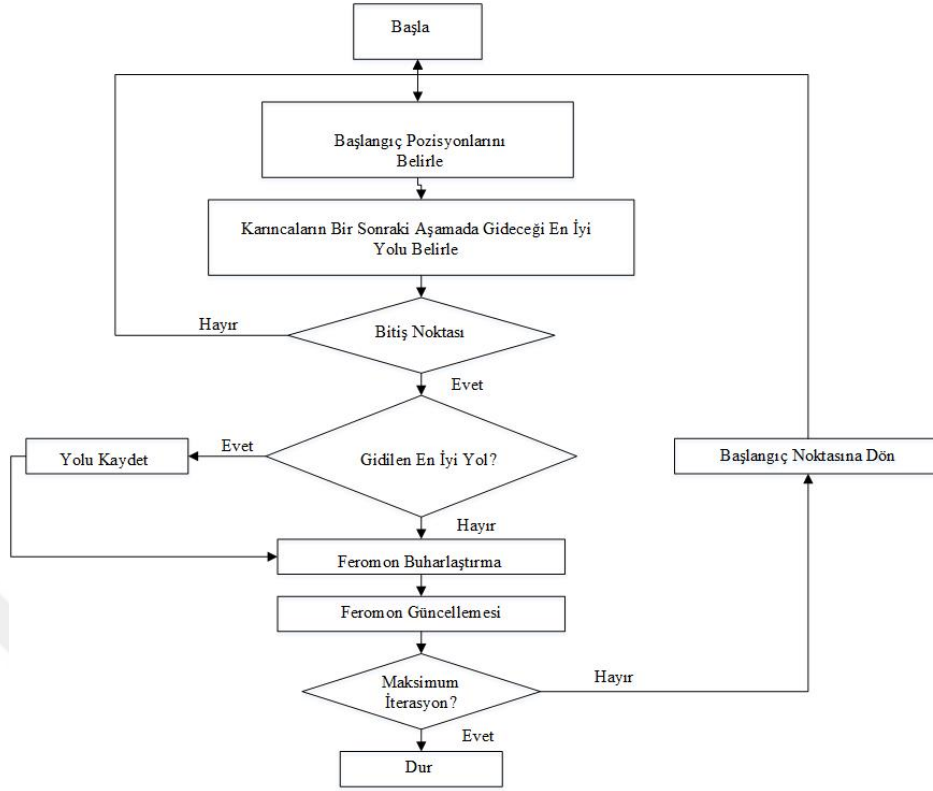 Başla
Başlangıç Pozisyonlarını
Belirle
Karıncaların Bir Sonraki Aşamada Gideceği En İyi
Yolu Belirle
Hayır
Bitiş Noktası
Evet
Yolu Kaydet
Evet
Gidilen En İyi Yol?
Başlangıç Noktasına Dön
Hayır
Feromon Buharlaştırma
Feromon Güncellemesi
Maksimum
İterasyon?
Hayır
Evet
Dur